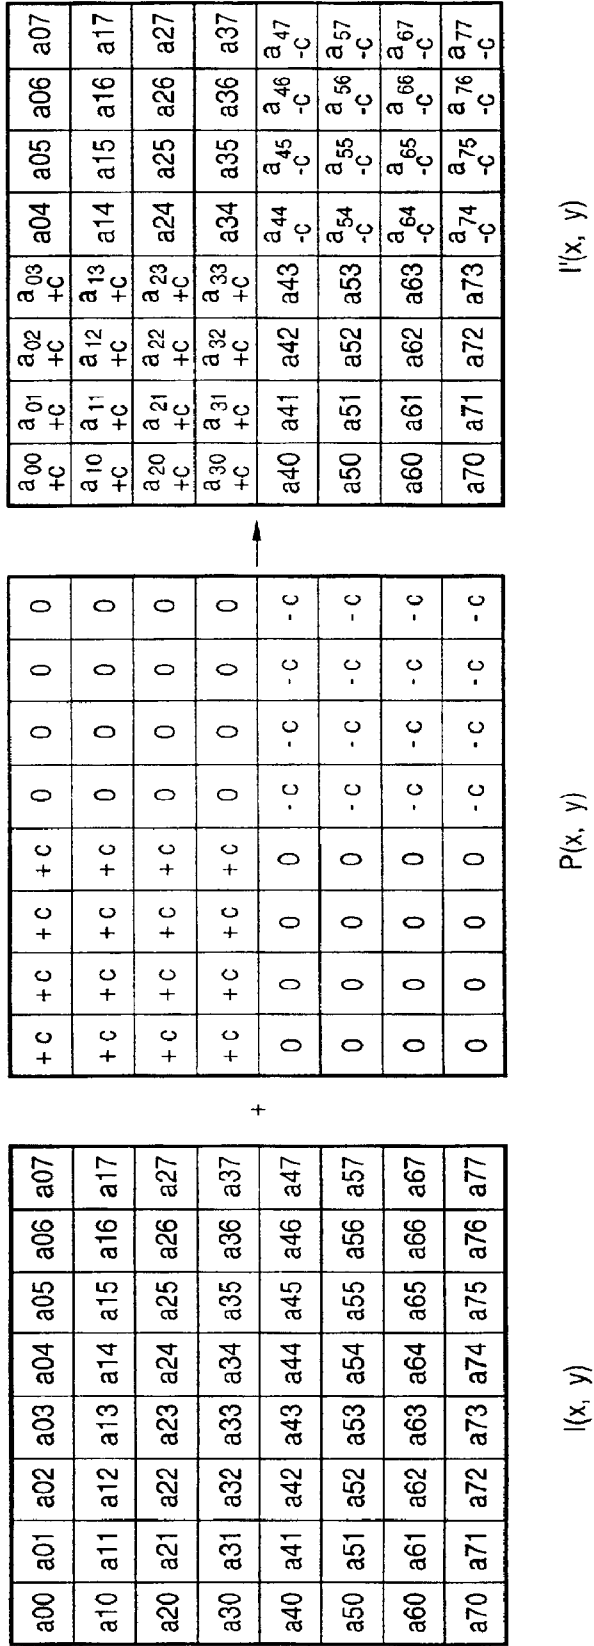 a00 a01 a02 a03 a04 a05 a06 a07
a10 a11 a12 a13 a14 a15 a16 a17
a20 a21 a22 a23 a24 a25 a26 a27
a30 a31 a32 a33 a34 a35 a36 a37
a40 a41 a42 a43 a44 a45 a46 a47
a50 a51 a52 a53 a54 a55 a56 a57
a60 a61 a62 a63 a64 a65 a66 a67
a70 a71 a72 a73 a74 a75 a76 a77
I(x, y)
+
+C +C +C +C 0 0 0 0
+C +C +C +C 0 0 0 0
+C +C +C +C 0 0 0 0
+C +C +C +C 0 0 0 0
0 0 0 0 -C -C -C -C
0 0 0 0 -C -C -C -C
0 0 0 0 -C -C -C -C
0 0 0 0 -C -C -C -C
P(x, y)
→
a00 +C a01 +C a02 +C a03 +C a04 a05 a06 a07
a10 +C a11 +C a12 +C a13 +C a14 a15 a16 a17
a20 +C a21 +C a22 +C a23 +C a24 a25 a26 a27
a30 +C a31 +C a32 +C a33 +C a34 a35 a36 a37
a40 a41 a42 a43 a44 -C a45 -C a46 -C a47 -C
a50 a51 a52 a53 a54 -C a55 -C a56 -C a57 -C
a60 a61 a62 a63 a64 -C a65 -C a66 -C a67 -C
a70 a71 a72 a73 a74 -C a75 -C a76 -C a77 -C
I'(x, y)